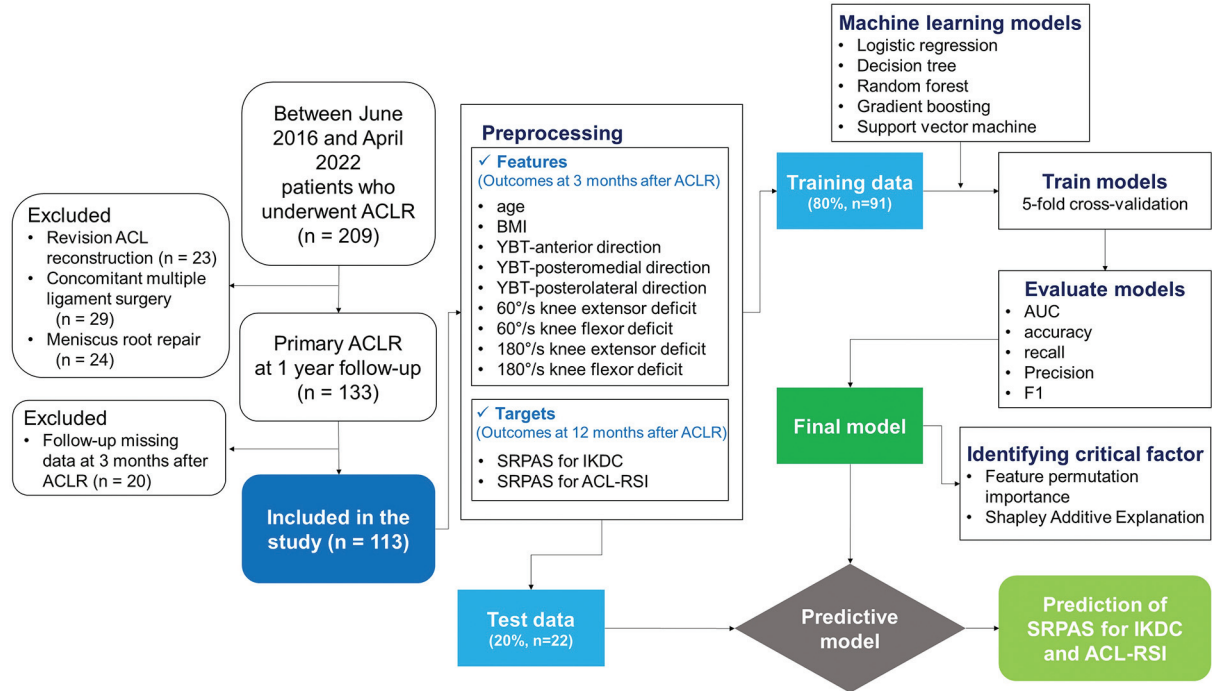 Between June
2016 and April
2022
patients who
underwent ACLR
(n = 209)
Excluded
• Revision ACL
reconstruction (n = 23)
• Concomitant multiple
ligament surgery
(n = 29)
• Meniscus root repair
(n = 24)
Primary ACLR
at 1 year follow-up
(n = 133)
Excluded
• Follow-up missing
data at 3 months after
ACLR (n = 20)
Included in the
study (n = 113)
Preprocessing
✓ Features
(Outcomes at 3 months after ACLR)
• age
• BMI
• YBT-anterior direction
• YBT-posteromedial direction
• YBT-posterolateral direction
• 60°/s knee extensor deficit
• 60°/s knee flexor deficit
• 180°/s knee extensor deficit
• 180°/s knee flexor deficit
✓ Targets
(Outcomes at 12 months after ACLR)
• SRPAS for IKDC
• SRPAS for ACL-RSI
Machine learning models
• Logistic regression
• Decision tree
• Random forest
• Gradient boosting
• Support vector machine
Training data
(80%, n=91)
Train models
5-fold cross-validation
Evaluate models
• AUC
• accuracy
• recall
• Precision
• F1
Final model
Identifying critical factor
• Feature permutation
importance
• Shapley Additive Explanation
Test data
(20%, n=22)
Predictive
model
Prediction of
SRPAS for IKDC
and ACL-RSI